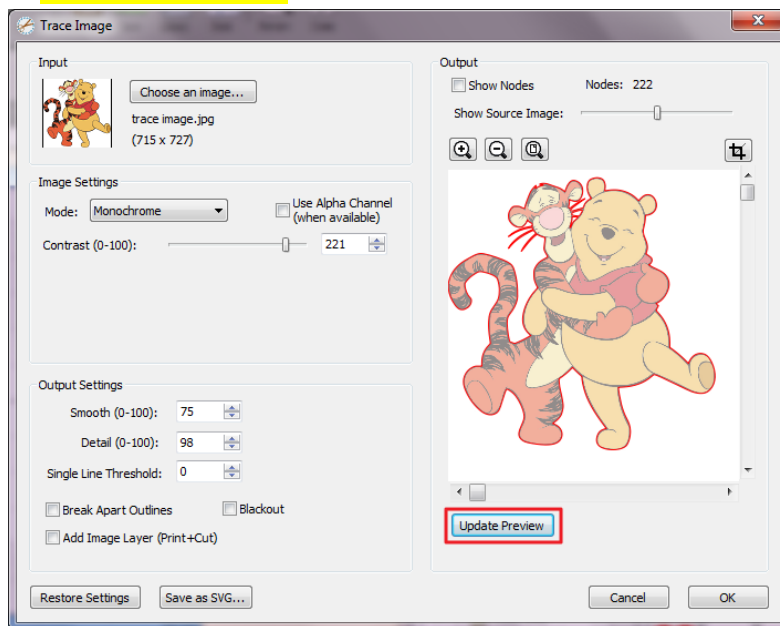 Trace Image
Input
Choose an image...
trace image.jpg
(715 x 727)
Image Settings
Mode: Monochrome
Use Alpha Channel
(when available)
Contrast (0-100): 221
Output Settings
Smooth (0-100): 75
Detail (0-100): 98
Single Line Threshold: 0
Break Apart Outlines Blackout
Add Image Layer (Print+Cut)
Output
Show Nodes Nodes: 222
Show Source Image:
Update Preview
Restore Settings Save as SVG... Cancel OK